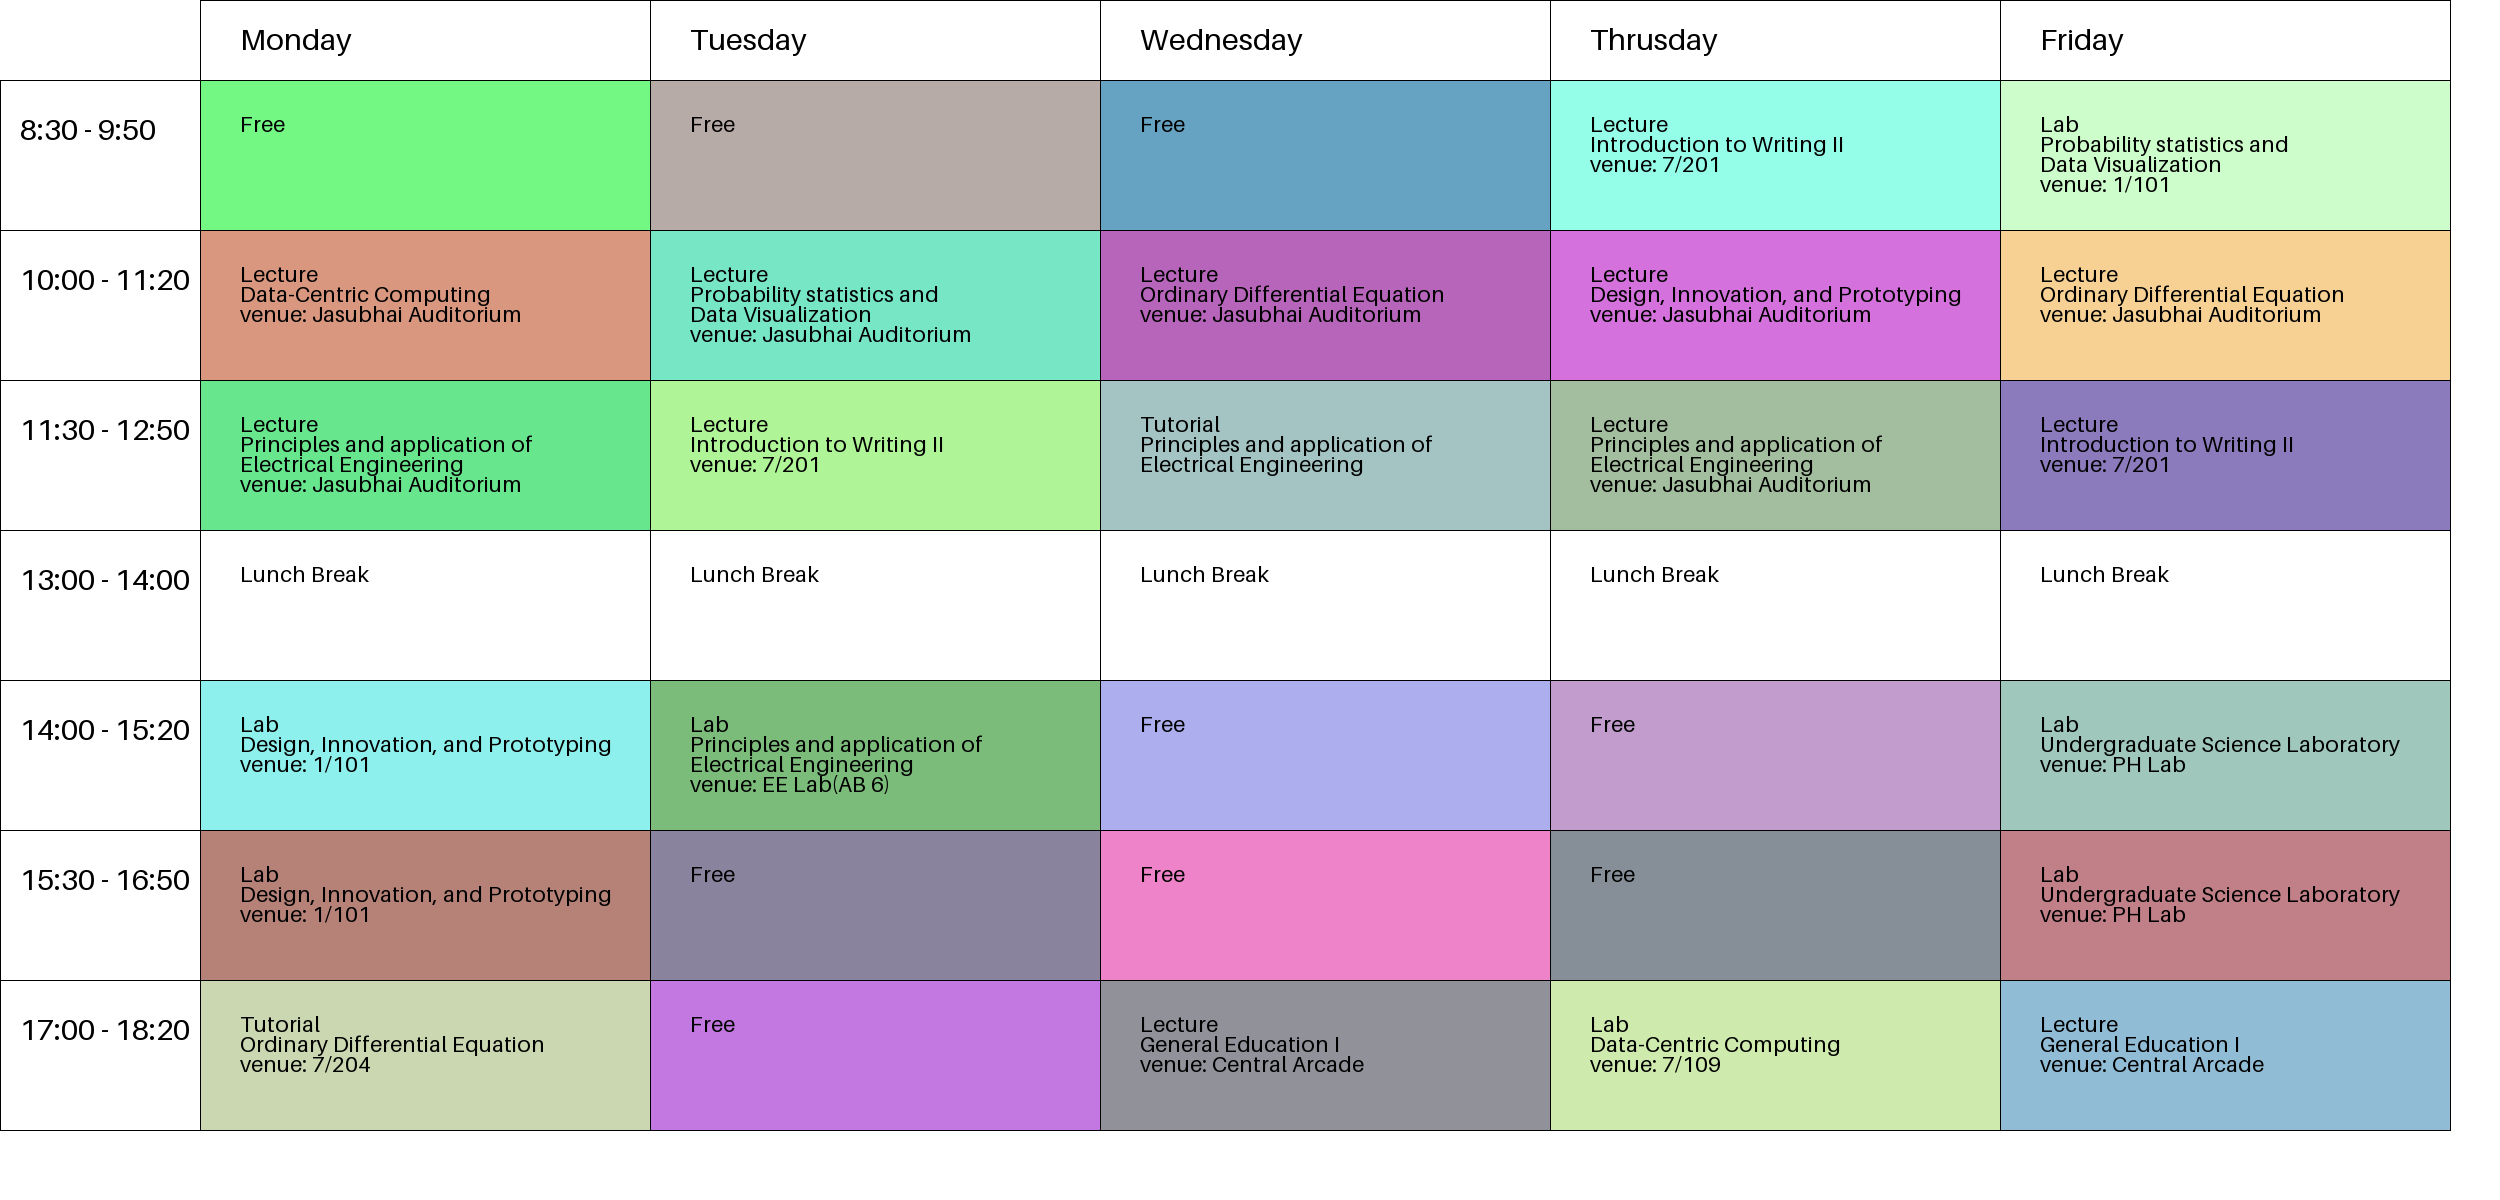 Monday
Tuesday
Wednesday
Thrusday
Friday
8:30 - 9:50
Free
Free
Free
Lecture
Introduction to Writing II
venue: 7/201
Lab
Probability statistics and
Data Visualization
venue: 1/101
10:00 - 11:20
Lecture
Data-Centric Computing
venue: Jasubhai Auditorium
Lecture
Probability statistics and
Data Visualization
venue: Jasubhai Auditorium
Lecture
Ordinary Differential Equation
venue: Jasubhai Auditorium
Lecture
Design, Innovation, and Prototyping
venue: Jasubhai Auditorium
Lecture
Ordinary Differential Equation
venue: Jasubhai Auditorium
11:30 - 12:50
Lecture
Principles and application of
Electrical Engineering
venue: Jasubhai Auditorium
Lecture
Introduction to Writing II
venue: 7/201
Tutorial
Principles and application of
Electrical Engineering
Lecture
Principles and application of
Electrical Engineering
venue: Jasubhai Auditorium
Lecture
Introduction to Writing II
venue: 7/201
13:00 - 14:00
Lunch Break
Lunch Break
Lunch Break
Lunch Break
Lunch Break
14:00 - 15:20
Lab
Design, Innovation, and Prototyping
venue: 1/101
Lab
Principles and application of
Electrical Engineering
venue: EE Lab(AB 6)
Free
Free
Lab
Undergraduate Science Laboratory
venue: PH Lab
15:30 - 16:50
Lab
Design, Innovation, and Prototyping
venue: 1/101
Free
Free
Free
Lab
Undergraduate Science Laboratory
venue: PH Lab
17:00 - 18:20
Tutorial
Ordinary Differential Equation
venue: 7/204
Free
Lecture
General Education I
venue: Central Arcade
Lab
Data-Centric Computing
venue: 7/109
Lecture
General Education I
venue: Central Arcade